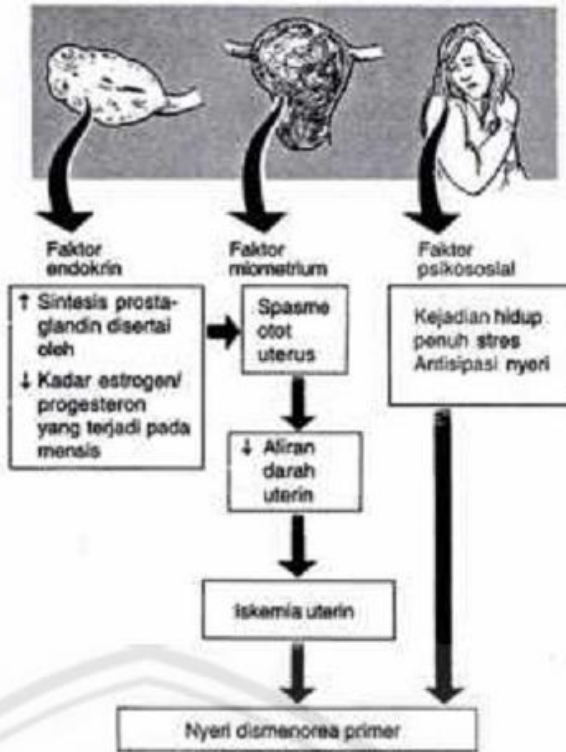 Faktor
endokrin
↑ Sintesis prosta-
glandin disertai
oleh
↓ Kadar estrogen/
progesteron
yang terjadi pada
mensis
Faktor
miometrium
Spasme
otot
uterus
↓ Aliran
darah
uterin
Iskemia uterin
Faktor
psikososial
Kejadian hidup
penuh stres
Antisipasi nyeri
Nyeri dismenorea primer